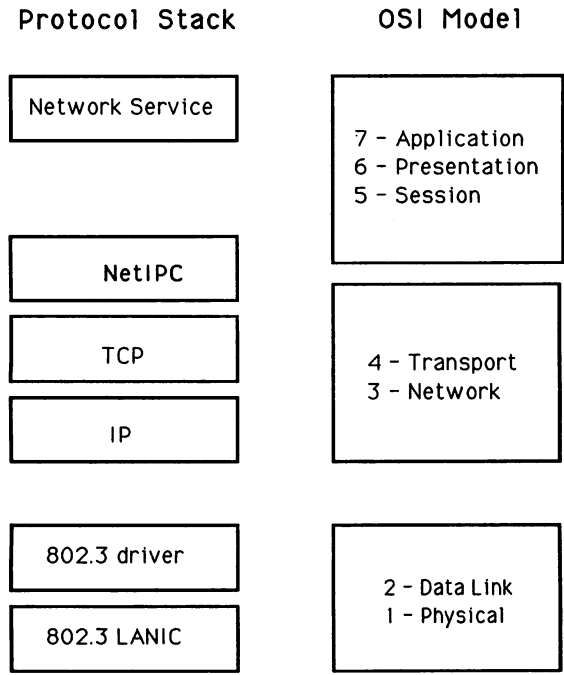 Protocol Stack
OSI Model
Network Service
7 - Application
6 - Presentation
5 - Session
NetIPC
TCP
IP
4 - Transport
3 - Network
802.3 driver
802.3 LANIC
2 - Data Link
1 - Physical